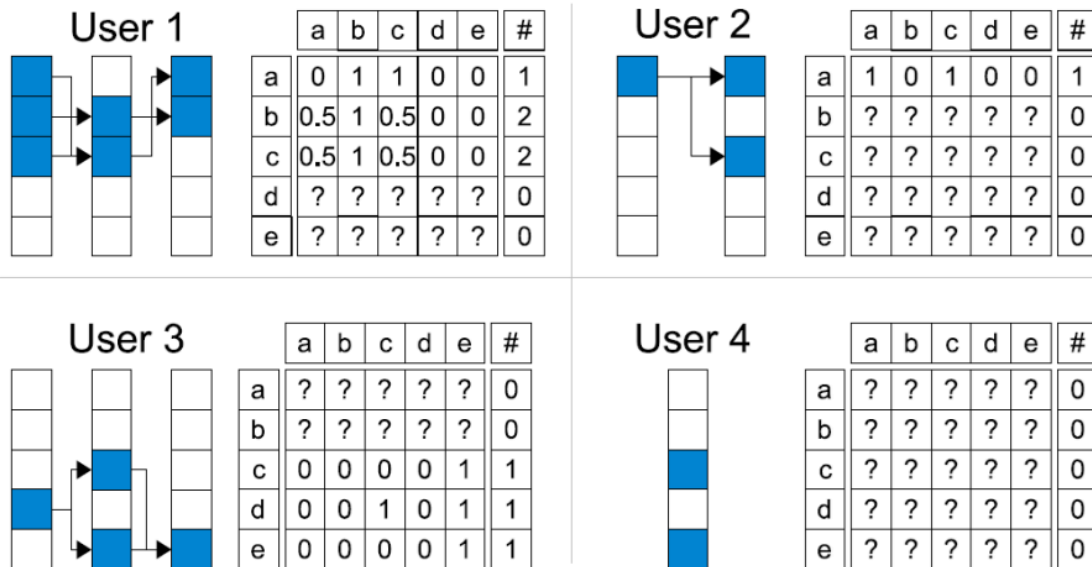 User 1
a b c d e #
a 0 1 1 0 0 1
b 0.5 1 0.5 0 0 2
c 0.5 1 0.5 0 0 2
d ? ? ? ? ? 0
e ? ? ? ? ? 0
User 2
a b c d e #
a 1 0 1 0 0 1
b ? ? ? ? ? 0
c ? ? ? ? ? 0
d ? ? ? ? ? 0
e ? ? ? ? ? 0
User 3
a b c d e #
a ? ? ? ? ? 0
b ? ? ? ? ? 0
c 0 0 0 0 1 1
d 0 0 1 0 1 1
e 0 0 0 0 1 1
User 4
a b c d e #
a ? ? ? ? ? 0
b ? ? ? ? ? 0
c ? ? ? ? ? 0
d ? ? ? ? ? 0
e ? ? ? ? ? 0